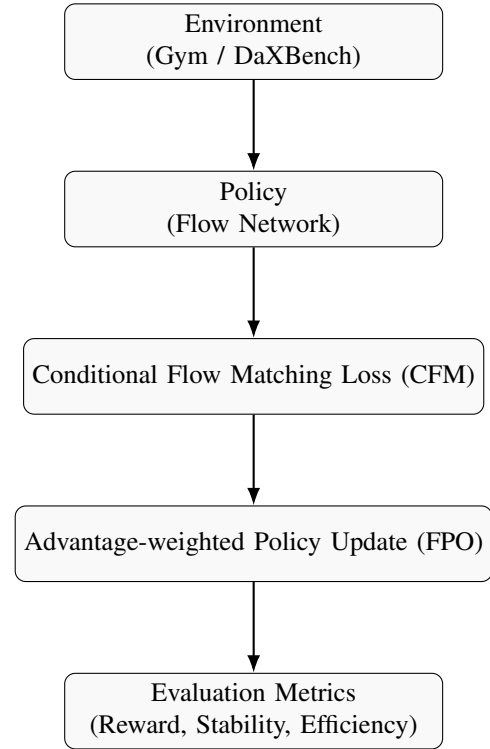 Environment
(Gym / DaXBench)
Policy
(Flow Network)
Conditional Flow Matching Loss (CFM)
Advantage-weighted Policy Update (FPO)
Evaluation Metrics
(Reward, Stability, Efficiency)